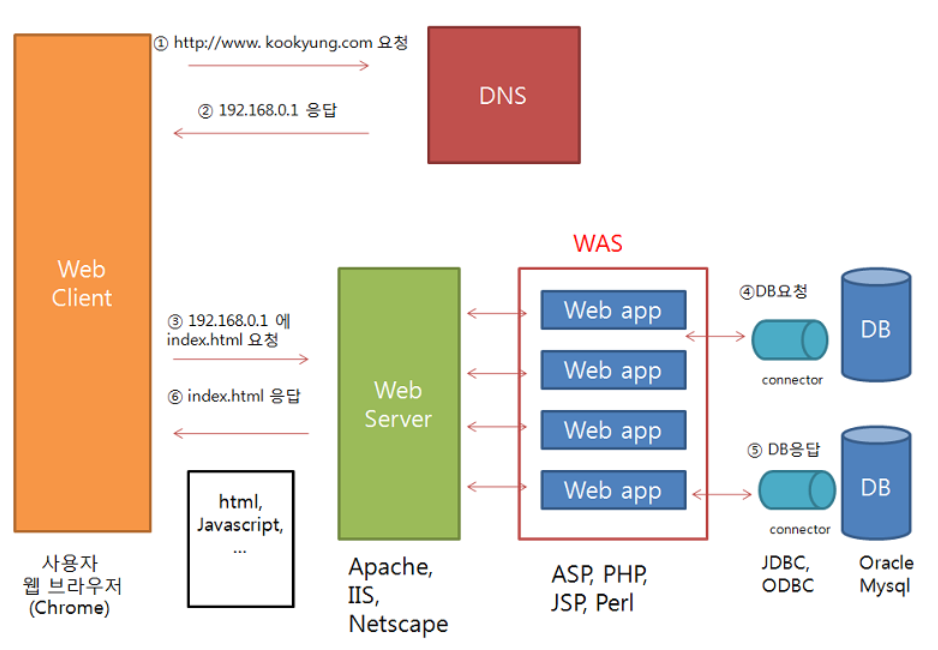 ① http://www. kookyung.com 요청
DNS
② 192.168.0.1 응답
WAS
Web
Client
③ 192.168.0.1 에
index.html 요청
⑥ index.html 응답
html,
Javascript,
...
Web
Server
Web app
Web app
Web app
Web app
④DB요청
connector
DB
⑤ DB응답
connector
DB
사용자
웹 브라우저
(Chrome)
Apache,
IIS,
Netscape
ASP, PHP,
JSP, Perl
JDBC,
ODBC
Oracle
Mysql